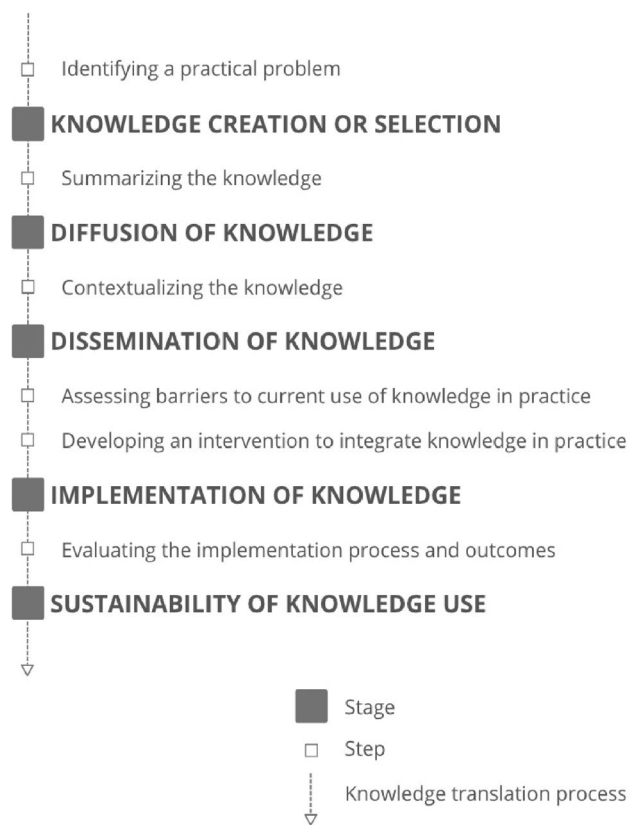 Identifying a practical problem
KNOWLEDGE CREATION OR SELECTION
Summarizing the knowledge
DIFFUSION OF KNOWLEDGE
Contextualizing the knowledge
DISSEMINATION OF KNOWLEDGE
Assessing barriers to current use of knowledge in practice
Developing an intervention to integrate knowledge in practice
IMPLEMENTATION OF KNOWLEDGE
Evaluating the implementation process and outcomes
SUSTAINABILITY OF KNOWLEDGE USE
Stage
Step
Knowledge translation process